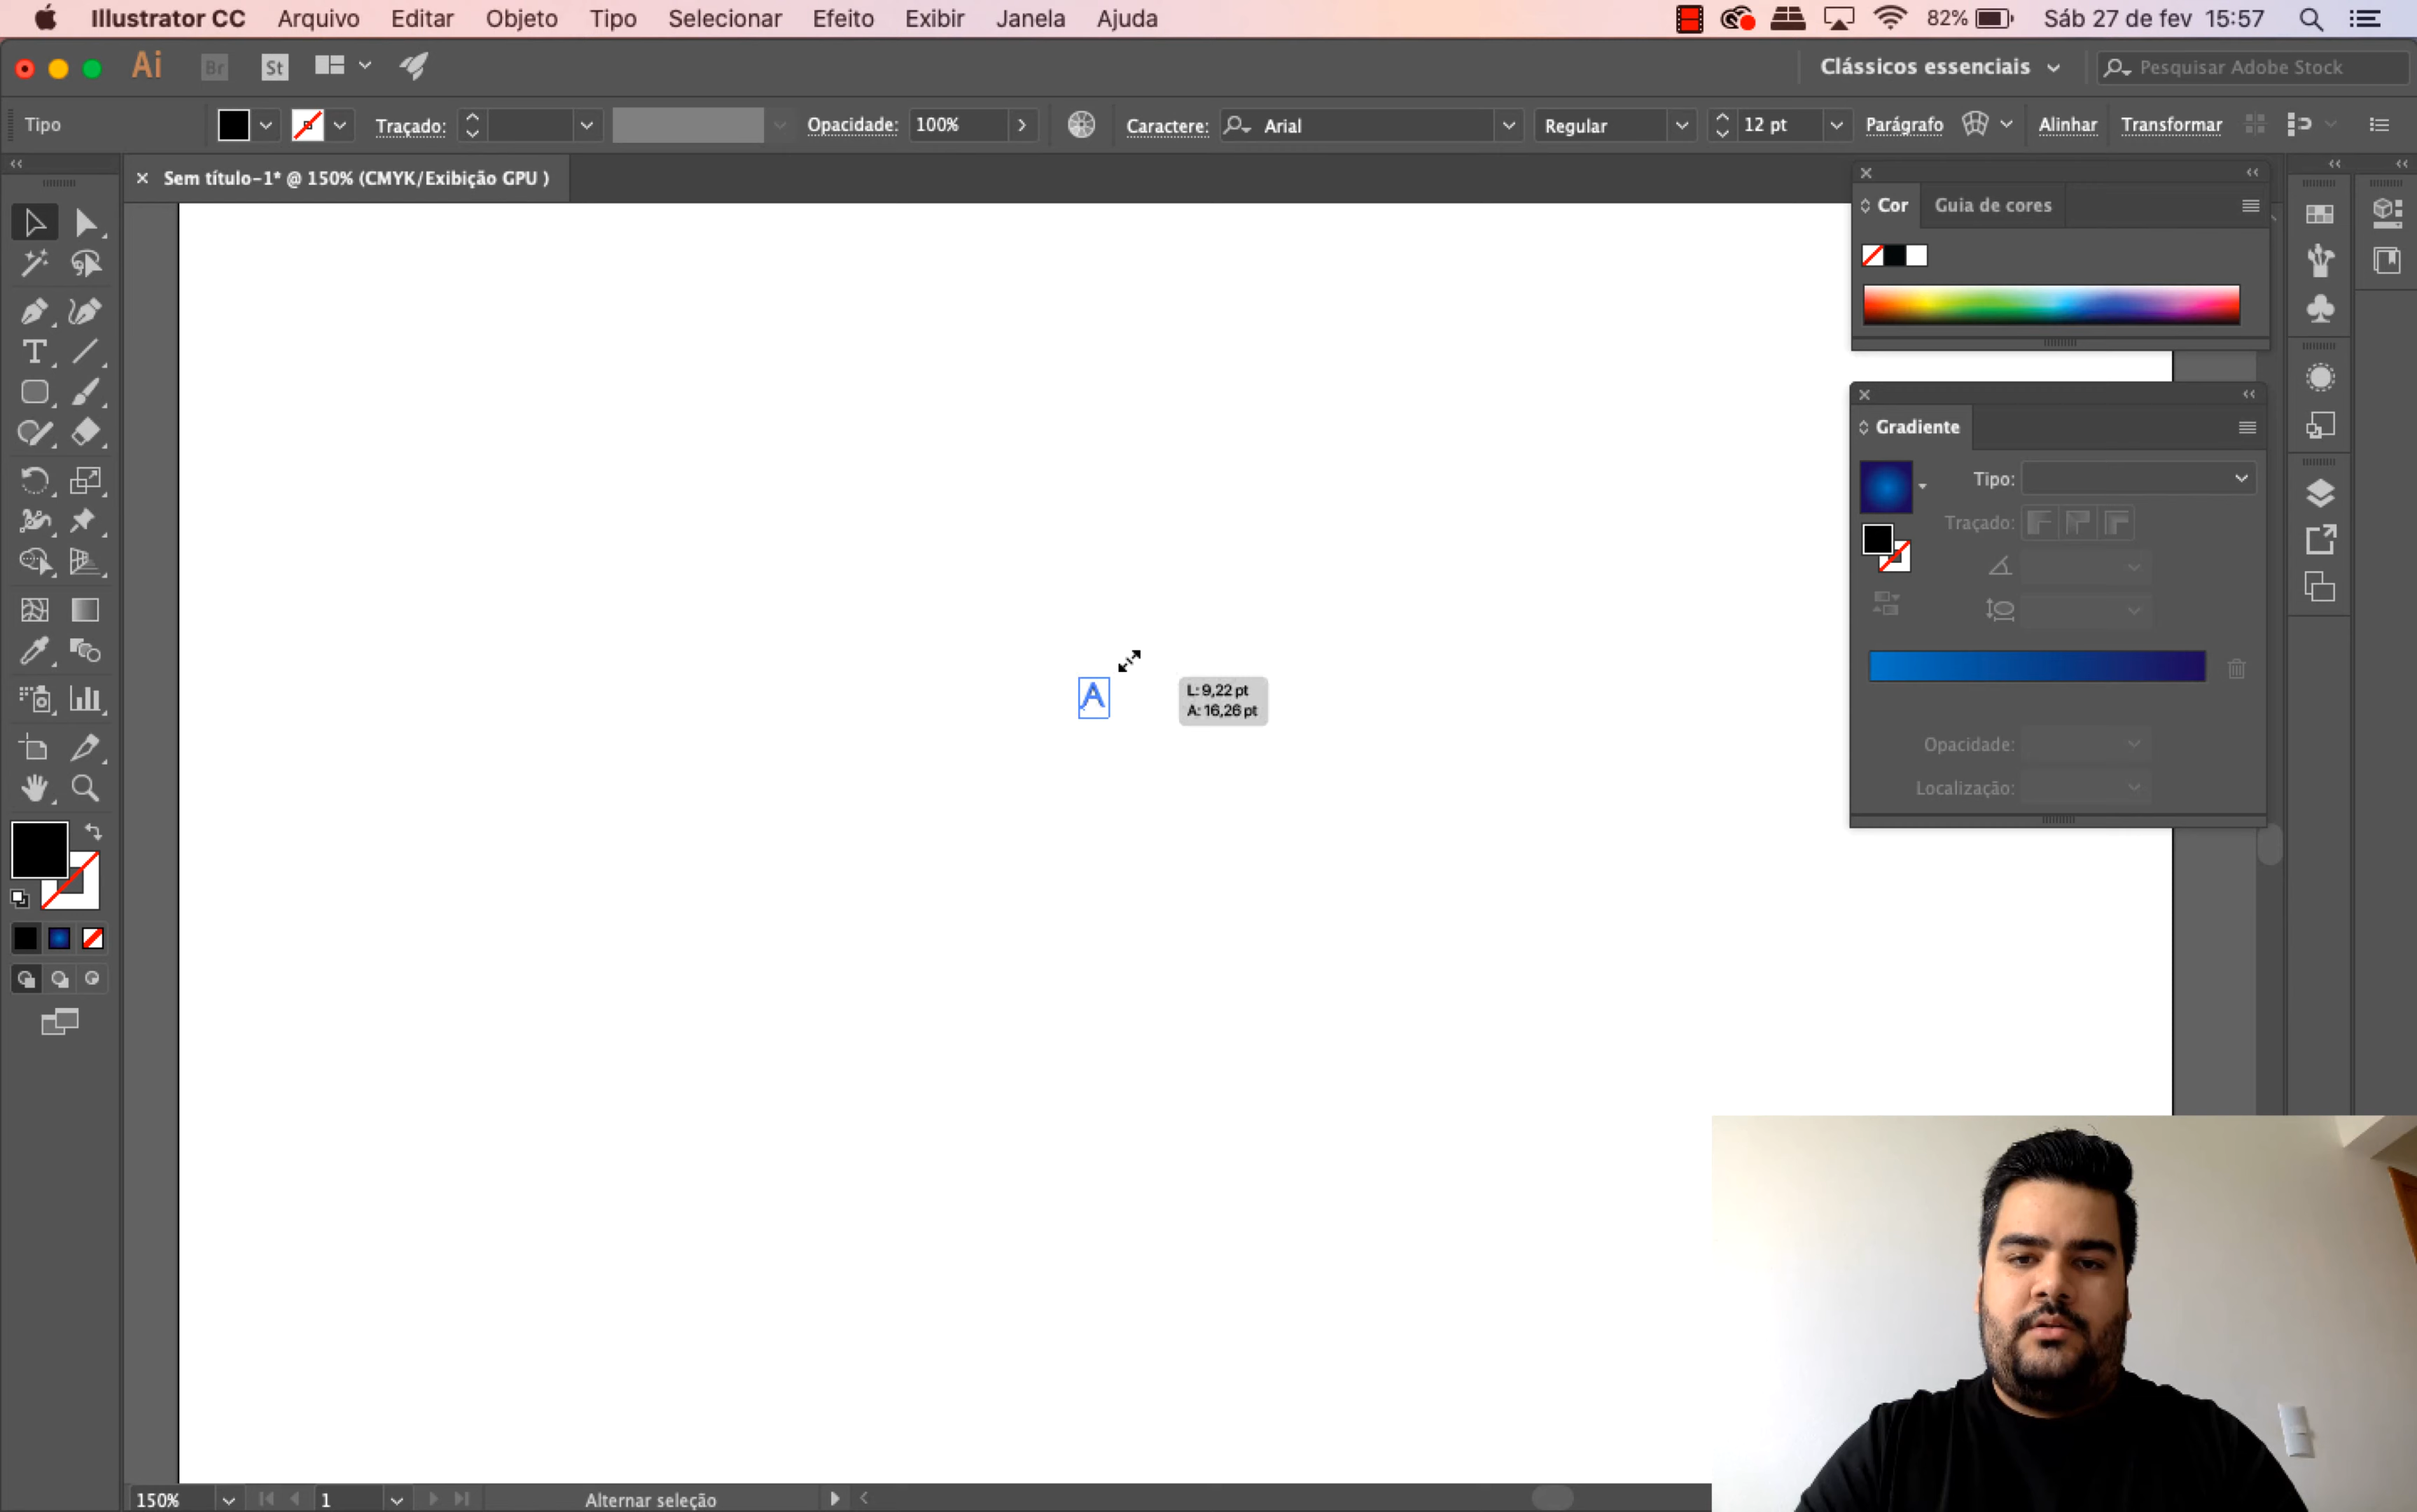 Illustrator CC Arquivo Editar Objeto Tipo Selecionar Efeito Exibir Janela Ajuda 82% Sáb 27 de fev 15:57
Ai Br St Clássicos essenciais Pesquisar Adobe Stock
Tipo Traçado: Opacidade: 100% Caractere: Arial Regular 12 pt Parágrafo Alinhar Transformar
Sem título-1* @ 150% (CMYK/Exibição GPU )
Cor Guia de cores
Gradiente
Tipo:
Traçado:
A
L: 9,22 pt
A: 16,26 pt
Opacidade:
Localização:
150% 1 Alternar seleção